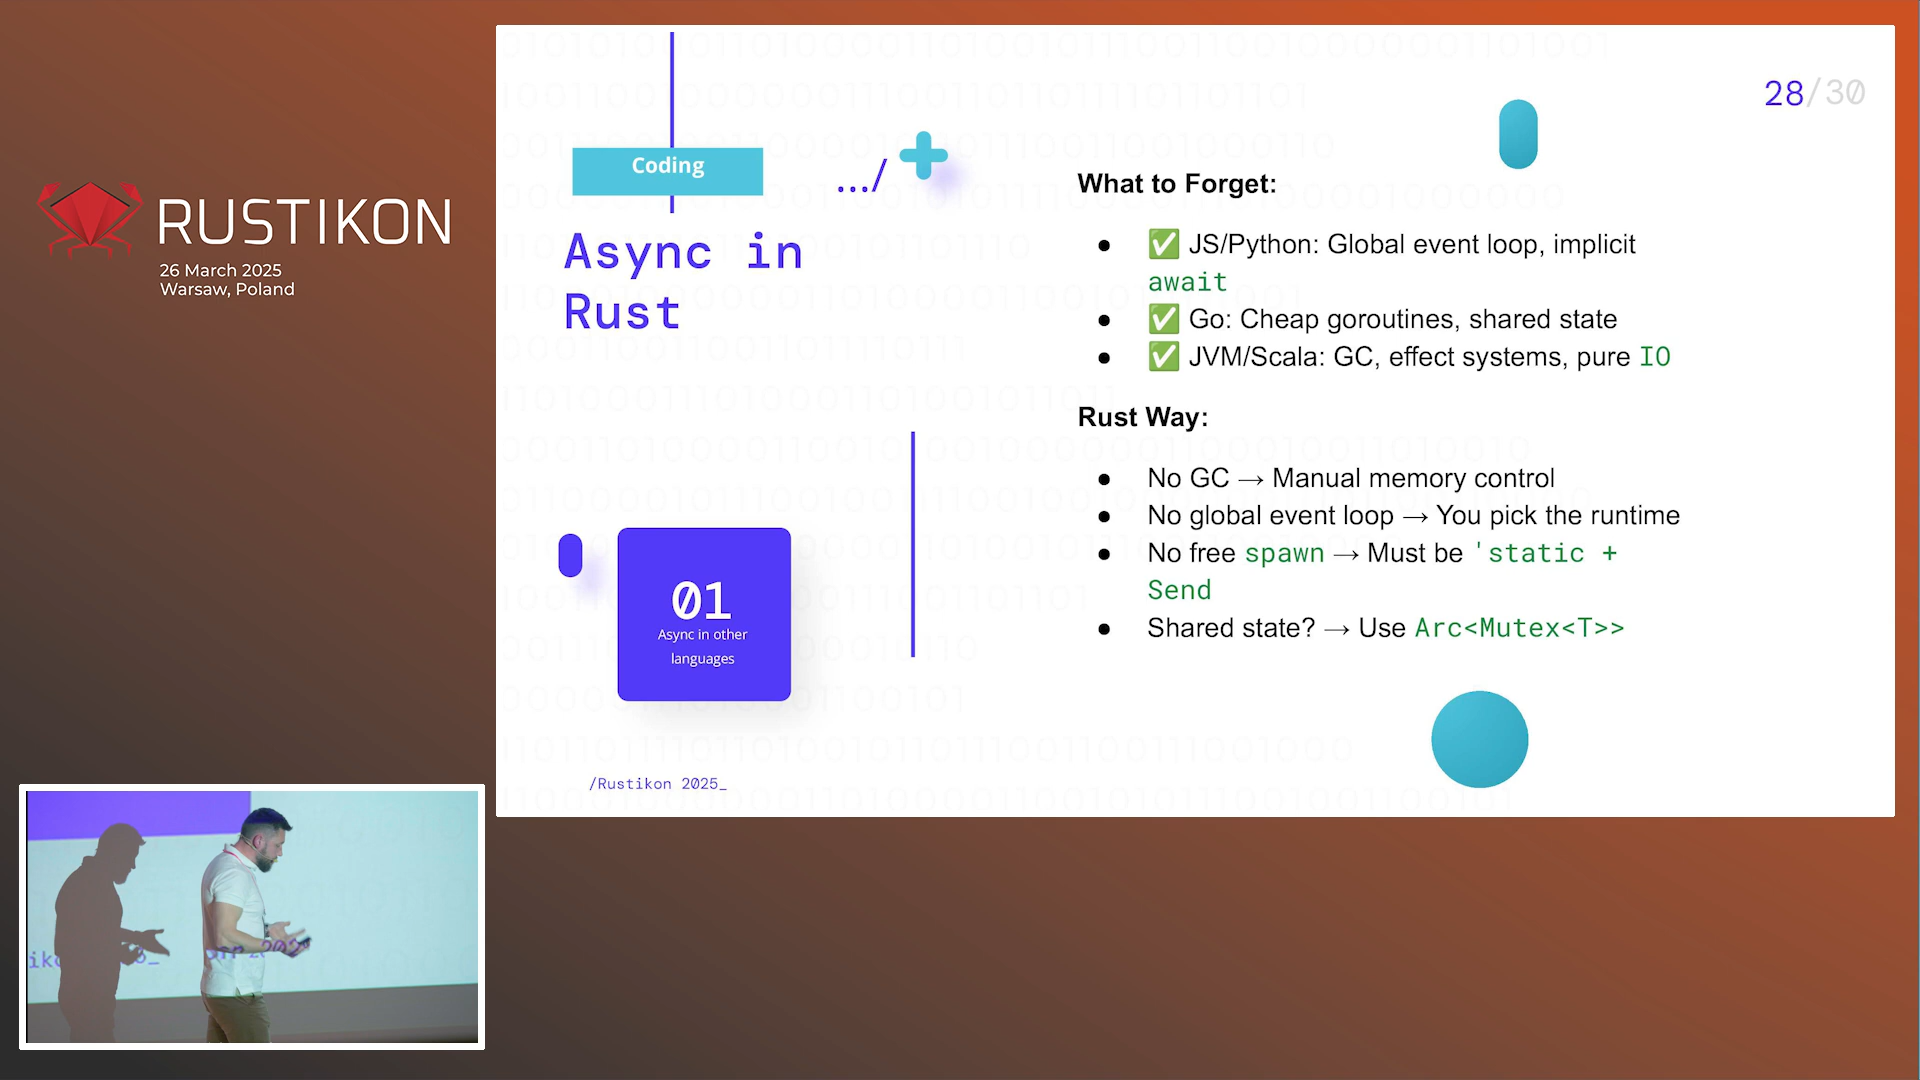 RUSTIKON
26 March 2025
Warsaw, Poland
28/30
Coding
.../
Async in
Rust
01
Async in other
languages
/Rustikon 2025_
What to Forget:
● ✅ JS/Python: Global event loop, implicit
await
● ✅ Go: Cheap goroutines, shared state
● ✅ JVM/Scala: GC, effect systems, pure IO
Rust Way:
● No GC → Manual memory control
● No global event loop → You pick the runtime
● No free spawn → Must be 'static +
Send
● Shared state? → Use Arc<Mutex<T>>